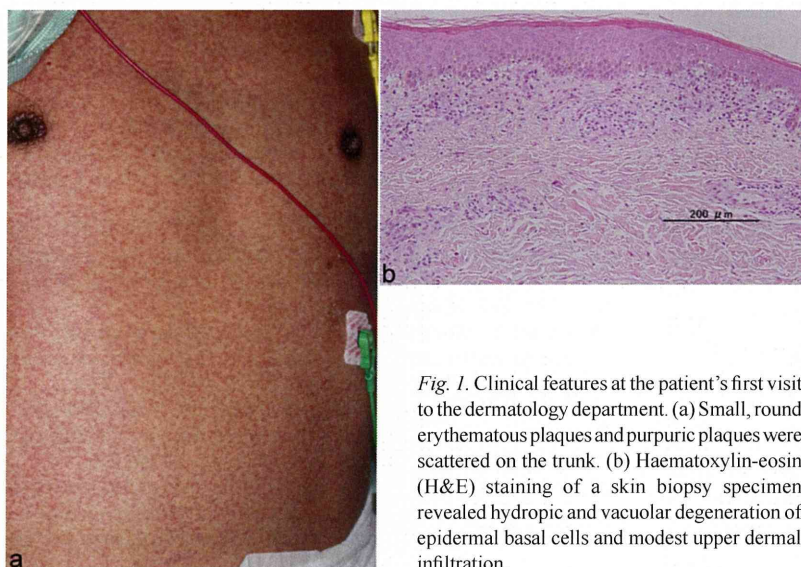 b
200 μm
a
Fig. 1. Clinical features at the patient's first visit
to the dermatology department. (a) Small, round
erythematous plaques and purpuric plaques were
scattered on the trunk. (b) Haematoxylin-eosin
(H&E) staining of a skin biopsy specimen
revealed hydropic and vacuolar degeneration of
epidermal basal cells and modest upper dermal
infiltration.